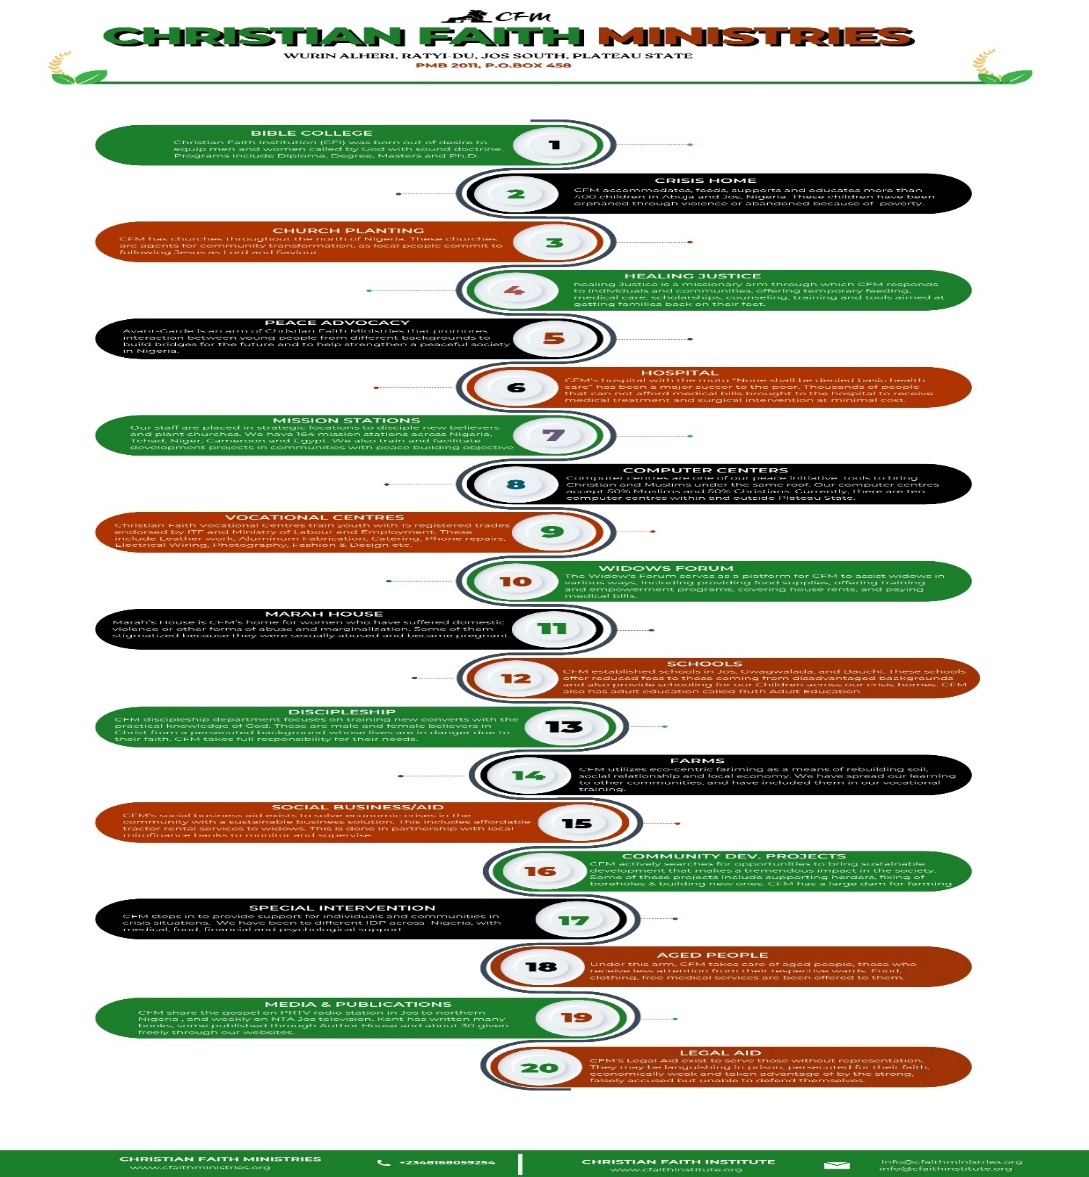 CFM
CHRISTIAN FAITH MINISTRIES
WURIN ALHERI, RATYI-DU, JOS SOUTH, PLATEAU STATE
PMB 2011, P.O.BOX 458
BIBLE COLLEGE
Christian Faith Institution (CFI) was born out of desire to
equip men and women called by God with sound doctrine.
Programs include Diploma, Degree, Masters and Ph.D.
1
CRISIS HOME
CFM accommodates, feeds, supports and educates more than
400 children in Abuja and Jos, Nigeria. These children have been
orphaned through violence or abandoned because of poverty.
2
CHURCH PLANTING
CFM has churches throughout the north of Nigeria. These churches
are agents for community transformation, as local people commit to
following Jesus as Lord and Saviour.
3
HEALING JUSTICE
Healing Justice is a missionary arm through which CFM responds
to individuals and communities, offering temporary feeding,
medical care, scholarships, counseling, training and tools aimed at
getting families back on their feet.
4
PEACE ADVOCACY
Avant-Garde is an arm of Christian Faith Ministries that promotes
interaction between young people from different backgrounds to
build bridges for the future and to help strengthen a peaceful society
in Nigeria.
5
HOSPITAL
CFM's hospital with the moto "None shall be denied basic health
care" has been a major succor to the poor. Thousands of people
that can not afford medical bills brought to the hospital to receive
medical treatment and surgical intervention at minimal cost.
6
MISSION STATIONS
Our staff are placed in strategic locations to disciple new believers
and plant churches. We have 164 mission stations across Nigeria,
Tchad, Niger, Cameroon and Egypt. We also train and facilitate
development projects in communities with peace building objective
7
COMPUTER CENTERS
Computer centres are one of our peace initiative tools to bring
Christian and Muslims under the same roof. Our computer centres
accept 50% Muslims and 50% Christians. Currently, there are ten
computer centres within and outside Plateau State.
8
VOCATIONAL CENTRES
Christian Faith Vocational Centres train youth with 15 registered trades
endorsed by ITF and Ministry of Labour and Employment. These
include Leather work, Aluminum Fabrication, Catering, Phone repairs,
Electrical Wiring, Photography, Fashion & Design etc.
9
WIDOWS FORUM
The Widow's Forum serves as a platform for CFM to assist widows in
various ways, including providing food supplies, offering training
and empowerment programs, covering house rents, and paying
medical bills.
10
MARAH HOUSE
Marah's House is CFM's home for women who have suffered domestic
violence or other forms of abuse and marginalization. Some of them
stigmatized because they were sexually abused and became pregnant
11
SCHOOLS
CFM established schools in Jos, Gwagwalada, and Bauchi. These schools
offer reduced fees to those coming from disadvantaged backgrounds
and also provide schooling for our Children across our crisis homes. CFM
also has adult education called Ruth Adult Education
12
DISCIPLESHIP
CFM discipleship department focuses on training new converts with the
practical knowledge of God. These are male and female believers in
Christ from a persecuted background whose lives are in danger due to
their faith. CFM takes full responsibility for their needs.
13
FARMS
CFM utilizes eco-centric farming as a means of rebuilding soil,
social relationship and local economy. We have spread our learning
to other communities, and have included them in our vocational
training.
14
SOCIAL BUSINESS/AID
CFM's social business aid exists to solve economic crises in the
community with a sustainable business solution. This includes affordable
tractor rental services to widows. This is done in partnership with local
microfinance banks to monitor and supervise.
15
COMMUNITY DEV. PROJECTS
CFM actively searches for opportunities to bring sustainable
development that makes a tremendous impact in the society.
Some of these projects include supporting herders, fixing of
boreholes & building new ones. CFM has a large dam for farming
16
SPECIAL INTERVENTION
CFM steps in to provide support for individuals and communities in
crisis situations. We have been to different IDP across Nigeria, with
medical, food, financial and psychological support
17
AGED PEOPLE
Under this arm, CFM takes care of aged people, those who
receive less attention from their respective wards. Food,
clothing, free medical services are been offered to them.
18
MEDIA & PUBLICATIONS
CFM share the gospel on PRTV radio station in Jos to northern
Nigeria , and weekly on NTA Jos television. Kent has written many
books, some published through Author House and about 30 given
freely through our websites.
19
LEGAL AID
CFM's Legal Aid exist to serve those without representation.
They may be languishing in prison, persecuted for their faith,
economically weak and taken advantage of by the strong,
falsely accused but unable to defend themselves.
20
CHRISTIAN FAITH MINISTRIES
www.cfaithministries.org
+2348168059254
CHRISTIAN FAITH INSTITUTE
www.cfaithinstitute.org
info@cfaithministries.org
info@cfaithinstitute.org